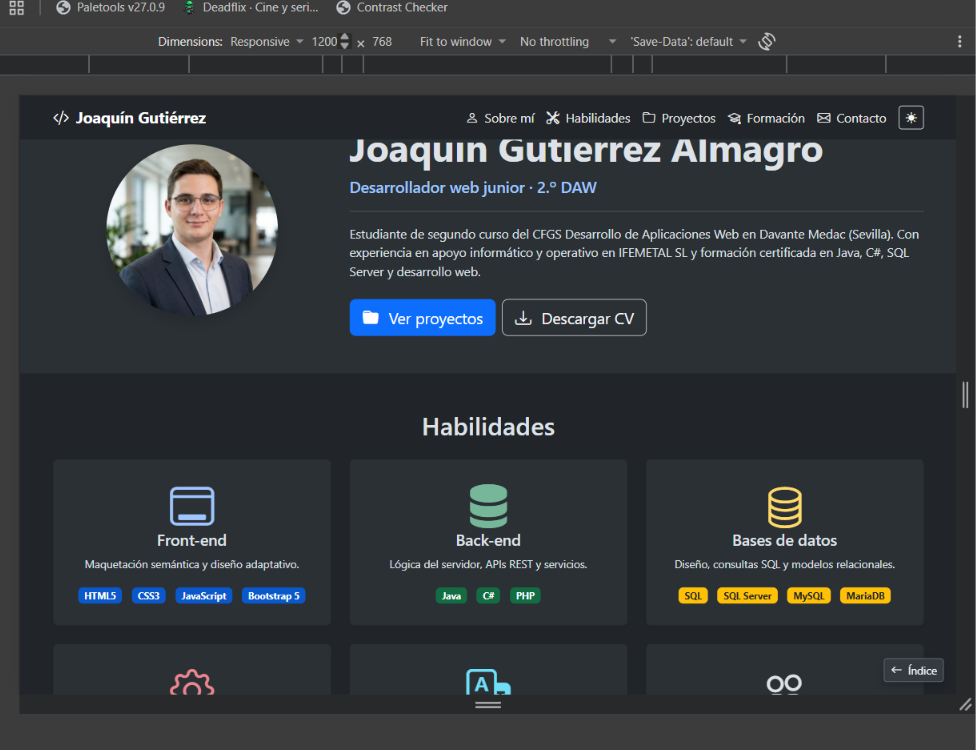 Paletools v27.0.9 Deadflix · Cine y seri... Contrast Checker
Dimensions: Responsive 1200 x 768 Fit to window No throttling 'Save-Data': default
</> Joaquín Gutiérrez Sobre mí Habilidades Proyectos Formación Contacto
Joaquín Gutiérrez Almagro
Desarrollador web junior · 2.º DAW
Estudiante de segundo curso del CFGS Desarrollo de Aplicaciones Web en Davante Medac (Sevilla). Con
experiencia en apoyo informático y operativo en IFEMETAL SL y formación certificada en Java, C#, SQL
Server y desarrollo web.
Ver proyectos Descargar CV
Habilidades
Front-end
Maquetación semántica y diseño adaptativo.
HTML5 CSS3 JavaScript Bootstrap 5
Back-end
Lógica del servidor, APIs REST y servicios.
Java C# PHP
Bases de datos
Diseño, consultas SQL y modelos relacionales.
SQL SQL Server MySQL MariaDB
A
← Índice